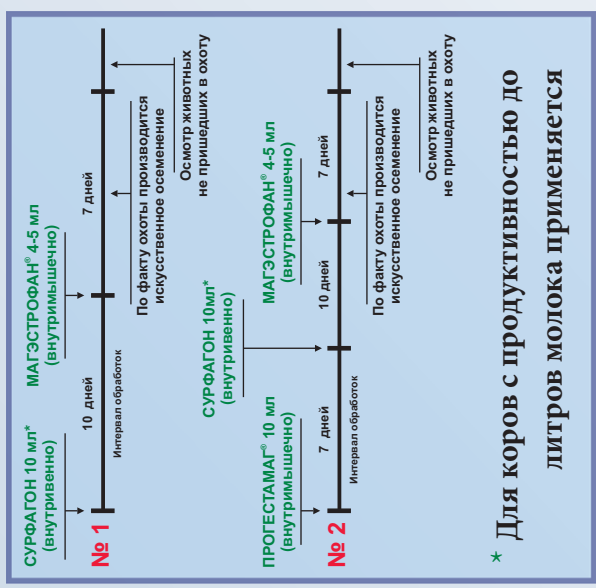 СУРФАГОН 10 мл*
(внутривенно)
МАГЭСТРОФАН® 4-5 мл
(внутримышечно)
№ 1
10 дней
7 дней
Интервал обработок
По факту охоты производится
искусственное осеменение
Осмотр животных
не пришедших в охоту
ПРОГЕСТАМАГ® 10 мл
(внутримышечно)
СУРФАГОН 10мл*
(внутривенно)
МАГЭСТРОФАН® 4-5 мл
(внутримышечно)
№ 2
7 дней
10 дней
7 дней
Интервал обработок
По факту охоты производится
искусственное осеменение
Осмотр животных
не пришедших в охоту
* Для коров с продуктивностью до
литров молока применяется